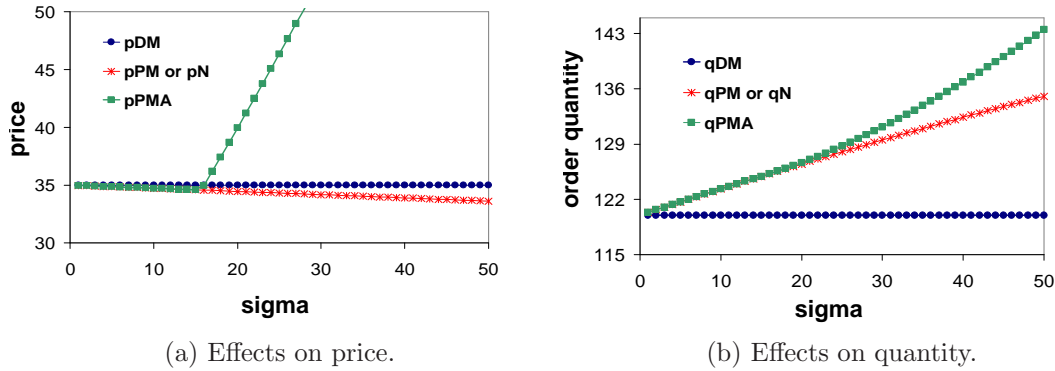 50
45
40
35
30
price
pDM
pPM or pN
pPMA
0 10 20 30 40 50
sigma
(a) Effects on price.
143
136
129
122
115
order quantity
qDM
qPM or qN
qPMA
0 10 20 30 40 50
sigma
(b) Effects on quantity.